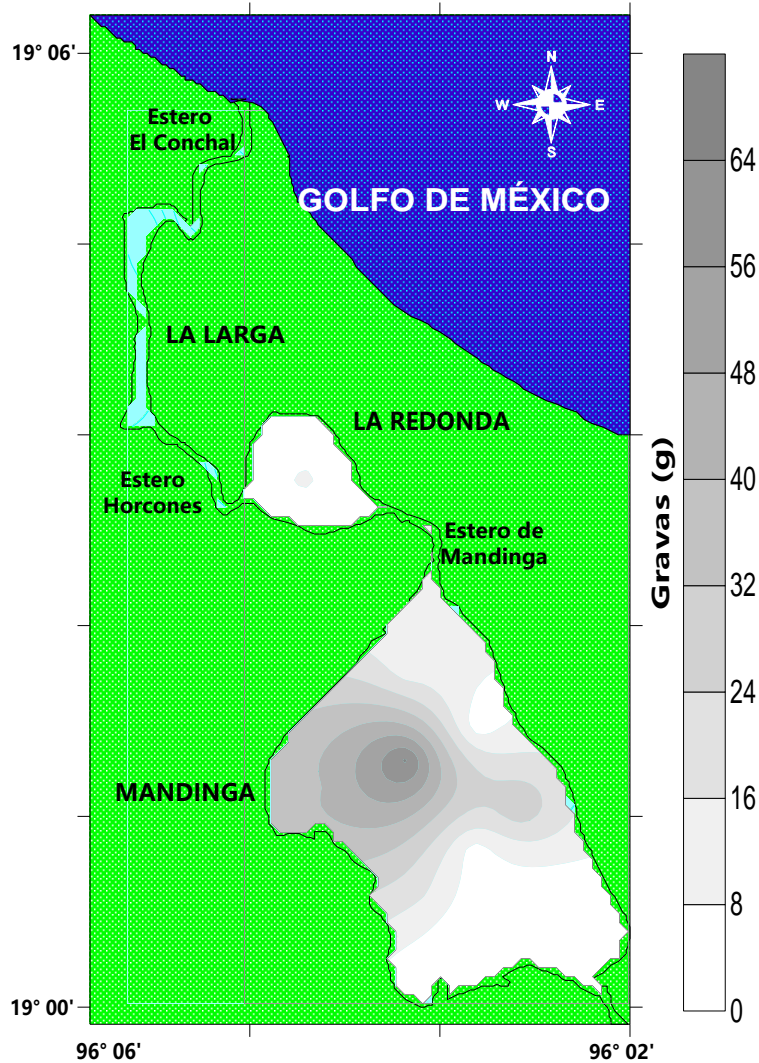 19° 06'
N
W
E
S
Estero
El Conchal
GOLFO DE MÉXICO
LA LARGA
LA REDONDA
Estero
Horcones
Estero de
Mandinga
MANDINGA
19° 00'
96° 06'
96° 02'
Gravas (g)
64
56
48
40
32
24
16
8
0